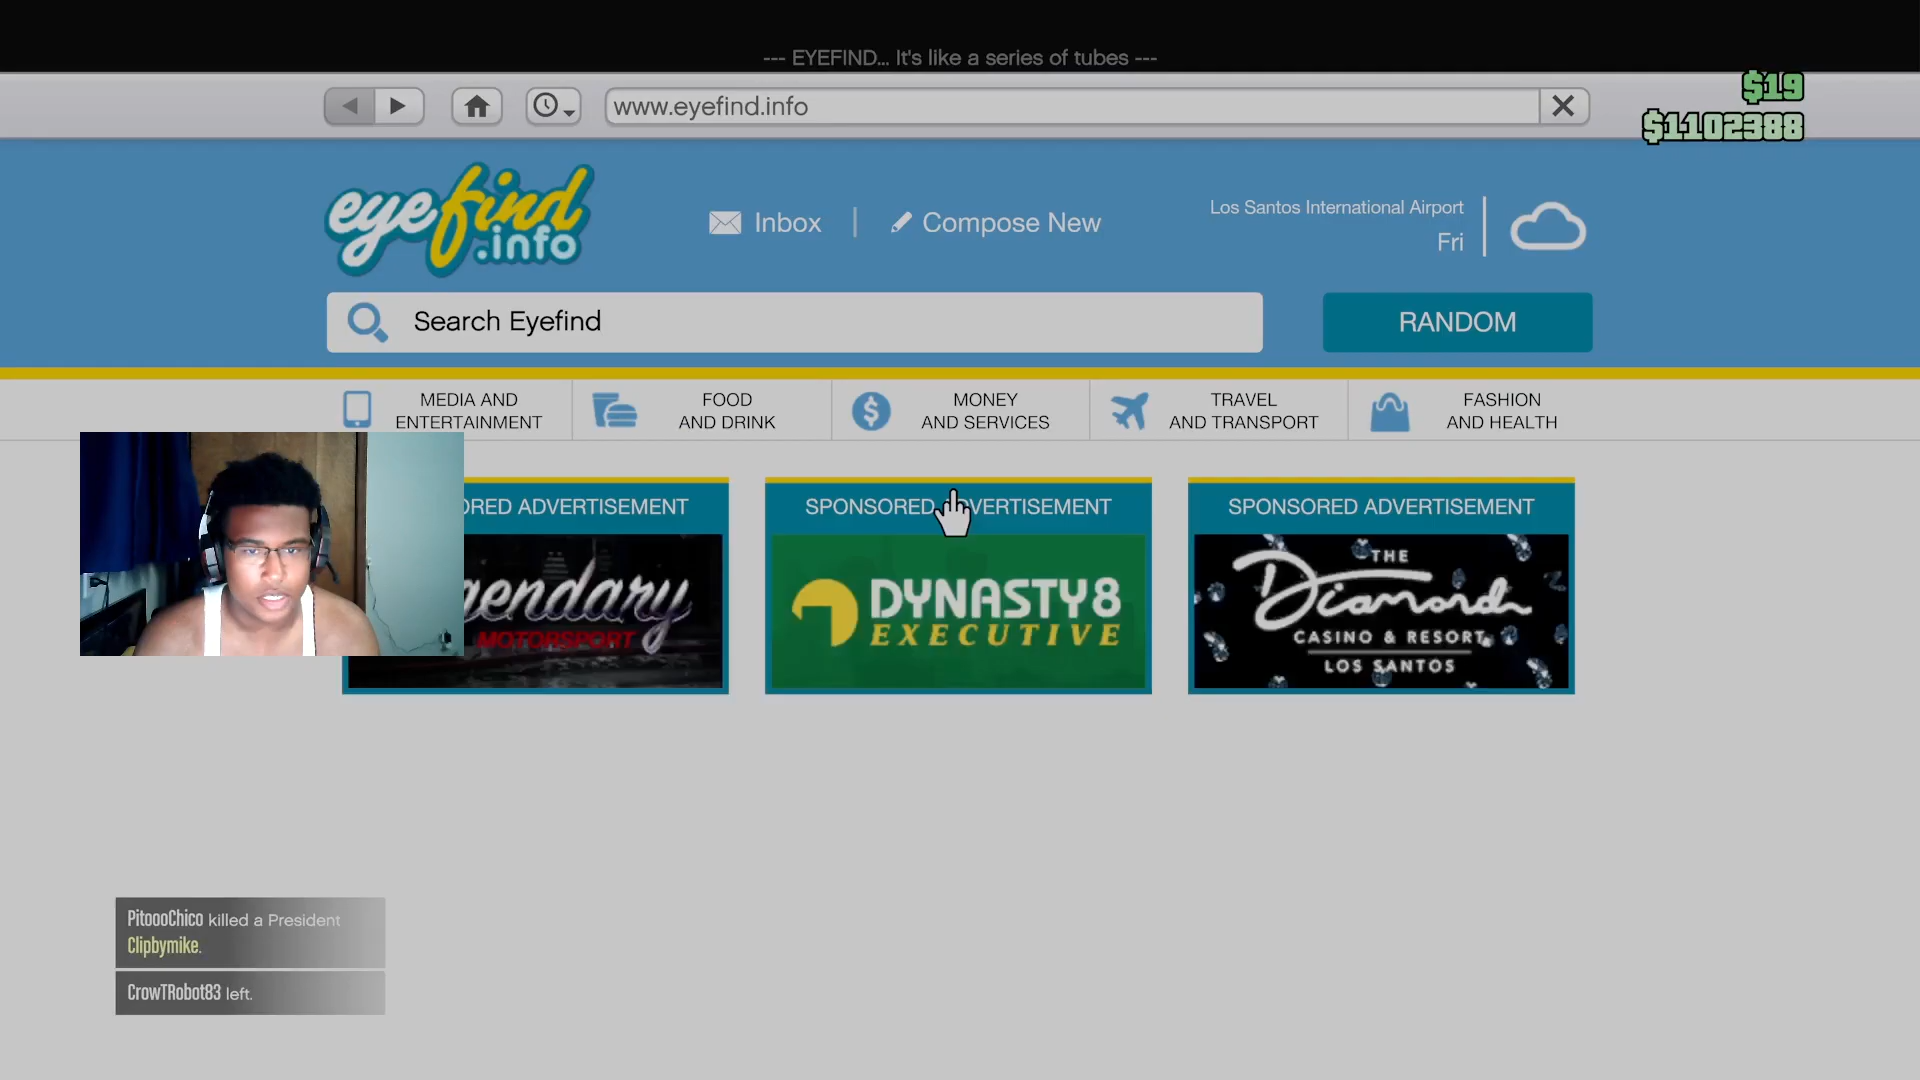 --- EYEFIND... It's like a series of tubes ---
www.eyefind.info
$19
$1102388
eyefind
.info
Inbox
Compose New
Los Santos International Airport
Fri
Search Eyefind
RANDOM
MEDIA AND
ENTERTAINMENT
FOOD
AND DRINK
MONEY
AND SERVICES
TRAVEL
AND TRANSPORT
FASHION
AND HEALTH
ORED ADVERTISEMENT
gendary
MOTORSPORT
SPONSORED ADVERTISEMENT
DYNASTY8
EXECUTIVE
SPONSORED ADVERTISEMENT
THE
Diamond
CASINO & RESORT
LOS SANTOS
PitoooChico killed a President
Clipbymike.
CrowTRobot83 left.